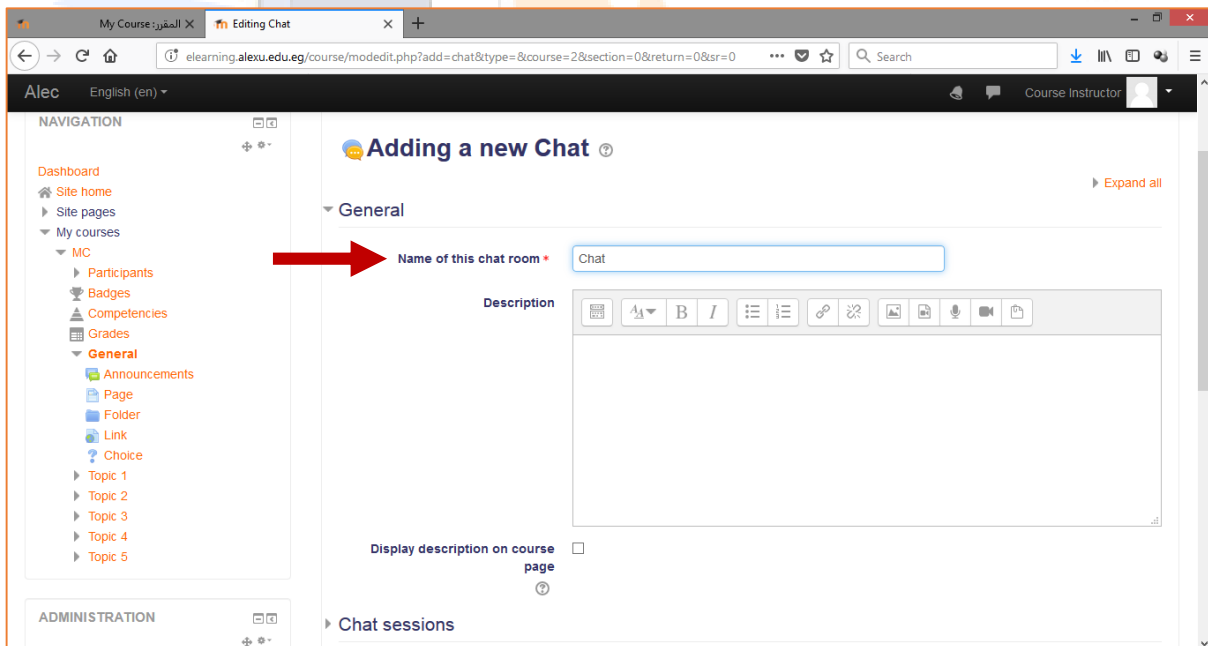 My Course: المقرر
Editing Chat
elearning.alexu.edu.eg/course/modedit.php?add=chat&type=&course=2&section=0&return=0&sr=0
Search
Alec
English (en)
Course Instructor
NAVIGATION
Dashboard
Site home
Site pages
My courses
MC
Participants
Badges
Competencies
Grades
General
Announcements
Page
Folder
Link
Choice
Topic 1
Topic 2
Topic 3
Topic 4
Topic 5
ADMINISTRATION
Adding a new Chat
Expand all
General
Name of this chat room *
Chat
Description
B I
Display description on course
page
Chat sessions